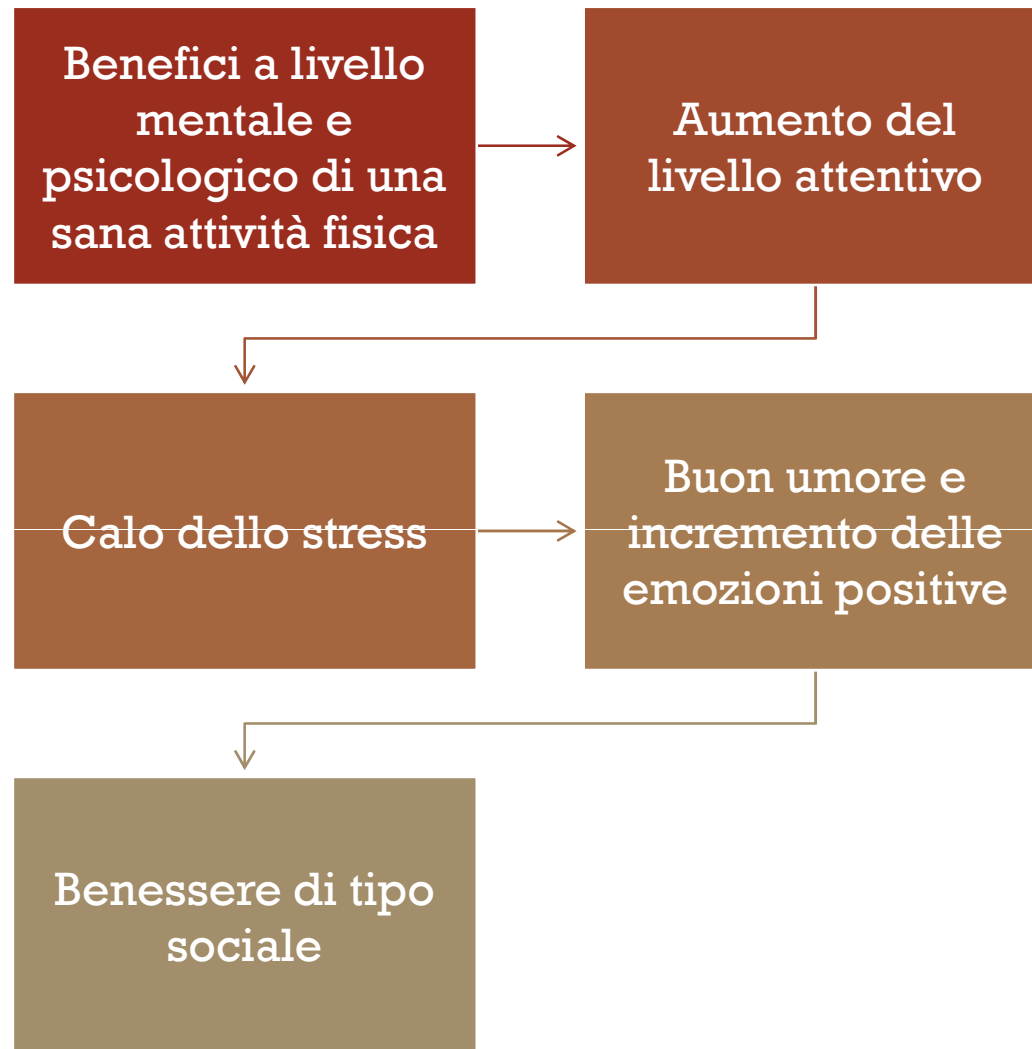 Benefici a livello
mentale e
psicologico di una
sana attività fisica
Aumento del
livello attentivo
Calo dello stress
Buon umore e
incremento delle
emozioni positive
Benessere di tipo
sociale